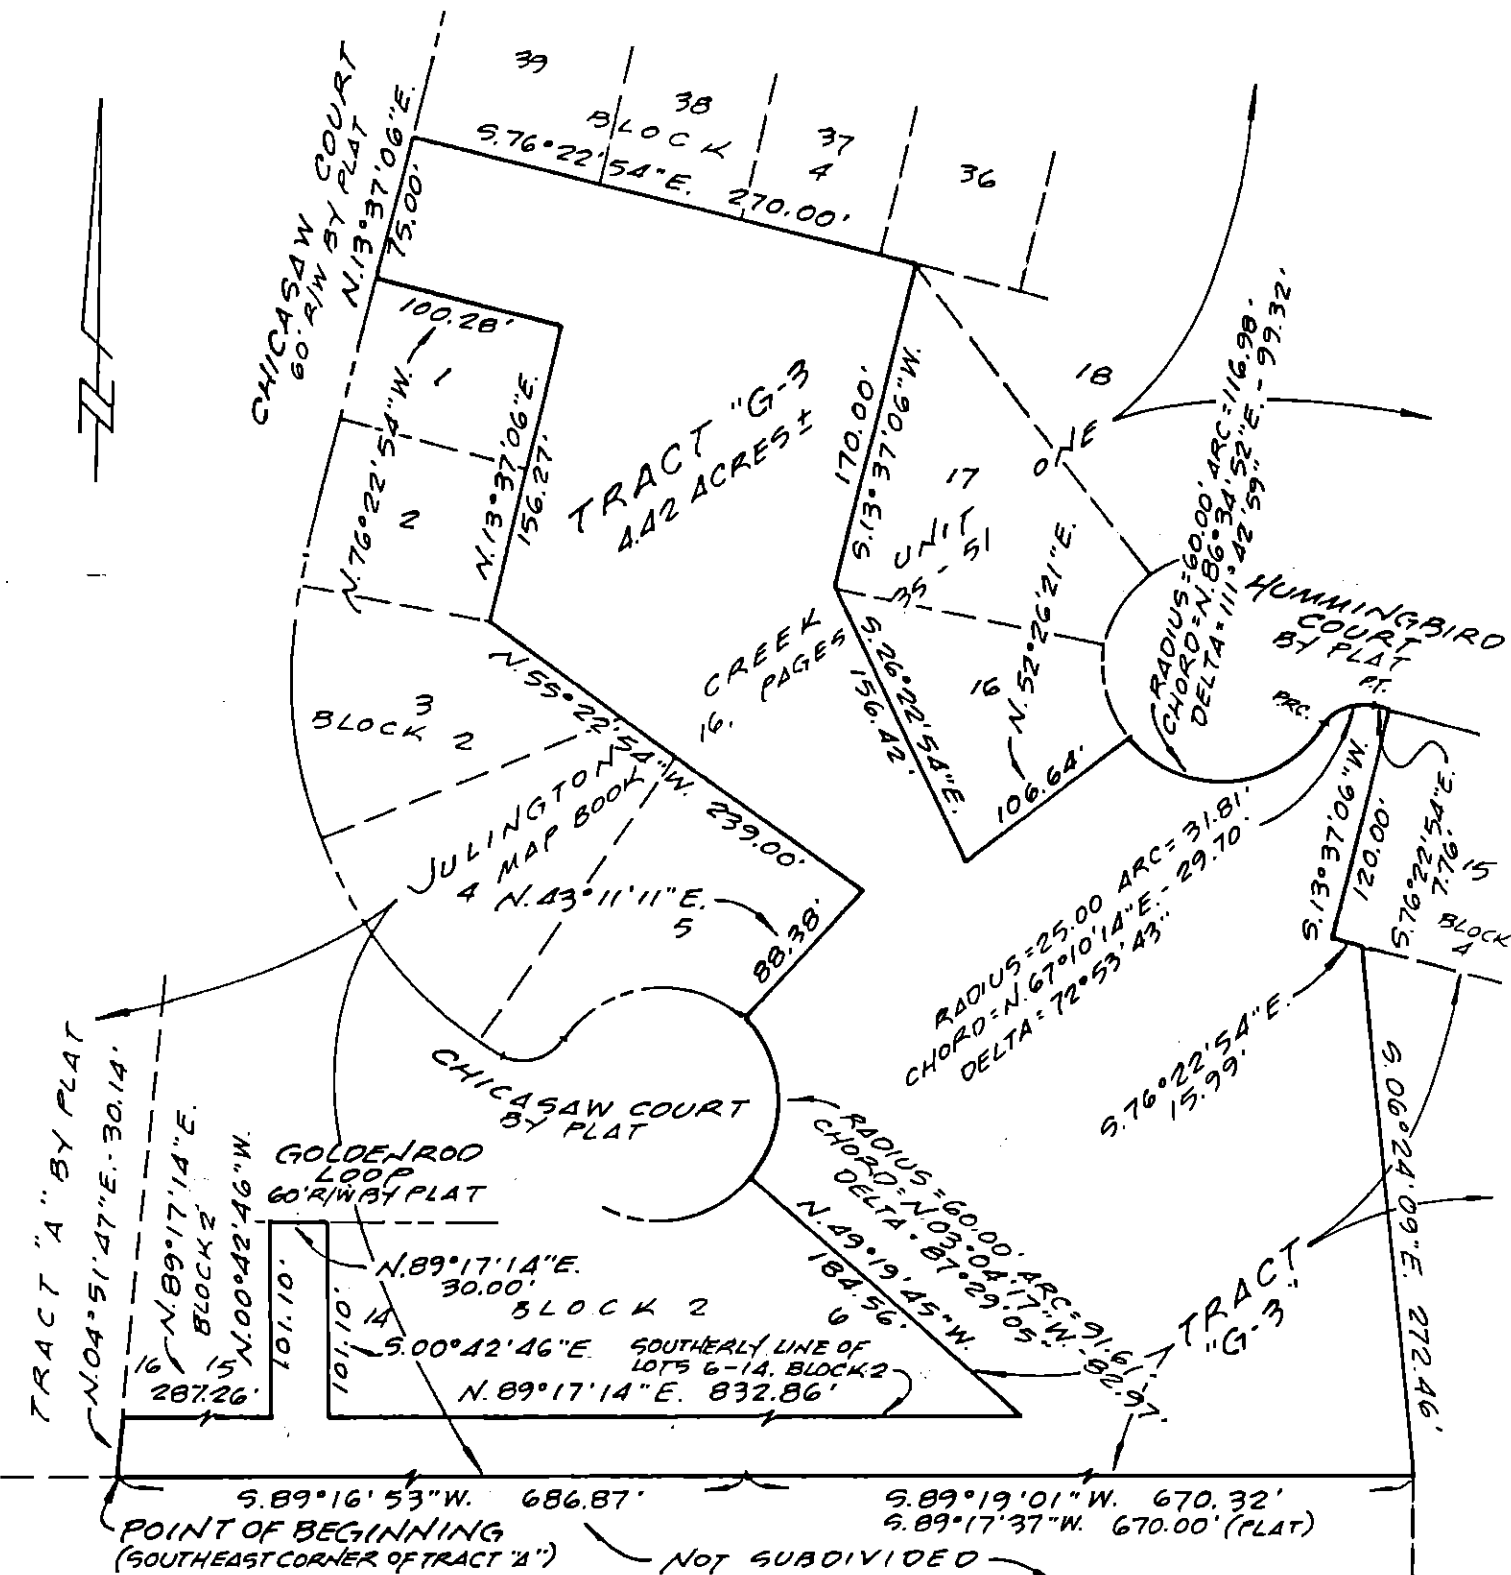 39
38
BLOCK
37
4
36
S.76°22'54"E. 270.00'
CHICASAW COURT
60' R/W BY PLAT
N.13°37'06"E.
75.00'
100.28'
1
N.76°22'54"W.
2
N.13°37'06"E.
156.27'
TRACT "G-3
4.42 ACRES ±
170.00'
S.13°37'06"W.
18
17
UNIT ONE
35-51
16
N.52°26'21"E.
RADIUS=60.00' ARC=116.98'
CHORD=N.86°34'52"E.-99.32'
DELTA=111°42'59"
HUMMINGBIRD
COURT
BY PLAT
P.T.
PRC.
CREEK
16. PAGES
S.26°22'54"E.
156.42'
106.64'
3
BLOCK 2
N.55°22'54"W. 239.00'
JULINGTON
MAP BOOK
4
N.43°11'11"E.
5
88.38'
RADIUS=25.00 ARC=31.81'
CHORD=N.67°10'14"E.-29.70'
DELTA=72°53'43"
S.13°37'06"W.
120.00'
S.76°22'54"E.
7.76'
15
BLOCK
4
S.76°22'54"E.
15.99'
S.06°24'09"E. 272.46'
CHICASAW COURT
BY PLAT
RADIUS=60.00' ARC=91.61'
CHORD=N.03°04'17"W.-82.97'
DELTA=87°29'05"
TRACT "A" BY PLAT
N.04°51'47"E.-30.14'
N.89°17'14"E.
BLOCK 2
N.00°42'46"W.
GOLDENROD
LOOP
60' R/W BY PLAT
N.89°17'14"E.
30.00'
101.10'
101.10'
14
BLOCK 2
6
N.49°19'45"W.
184.56'
TRACT
"G-3"
16
15
287.26'
S.00°42'46"E.
SOUTHERLY LINE OF
LOTS 6-14, BLOCK 2
N.89°17'14"E. 832.86'
S.89°16'53"W. 686.87'
S.89°19'01"W. 670.32'
S.89°17'37"W. 670.00' (PLAT)
POINT OF BEGINNING
(SOUTHEAST CORNER OF TRACT "A")
NOT SUBDIVIDED